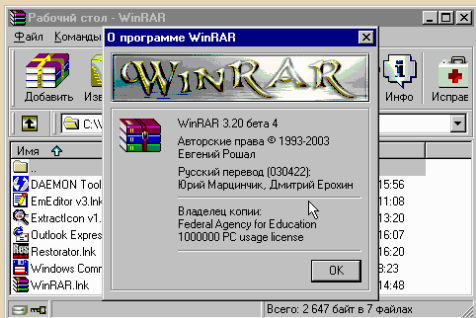 Рабочий стол - WinRAR
Файл Команды
О программе WinRAR
WINRAR
Добавить
Инфо
C:\
Имя
..
DAEMON Tool
EmEditor v3.lnk
ExtractIcon v1.
Outlook Expres
Restorator.lnk
Windows Comm
WinRAR.lnk
WinRAR 3.20 бета 4
Авторские права © 1993-2003
Евгений Рошал
Русский перевод (030422):
Юрий Марцинчик, Дмитрий Ерохин
Владелец копии:
Federal Agency for Education
1000000 PC usage license
OK
15:56
11:08
13:20
16:07
16:20
8:23
14:48
Всего: 2 647 байт в 7 файлах